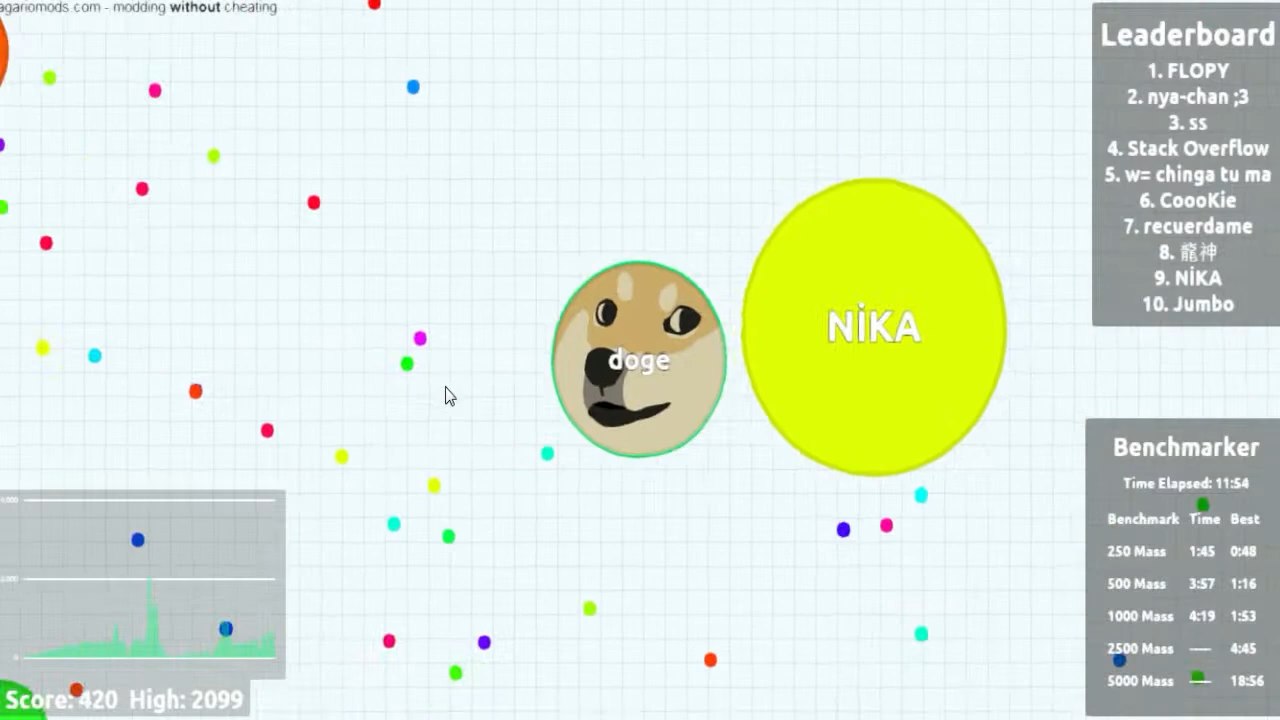 agariomods.com - modding without cheating
Leaderboard
1. FLOPY
2. nya-chan ;3
3. ss
4. Stack Overflow
5. w= chinga tu ma
6. CoooKie
7. recuerdame
8. 龍神
9. NİKA
10. Jumbo
doge
NİKA
Benchmarker
Time Elapsed: 11:54
Benchmark Time Best
250 Mass 1:45 0:48
500 Mass 3:57 1:16
1000 Mass 4:19 1:53
2500 Mass — 4:45
5000 Mass — 18:56
Score: 420 High: 2099